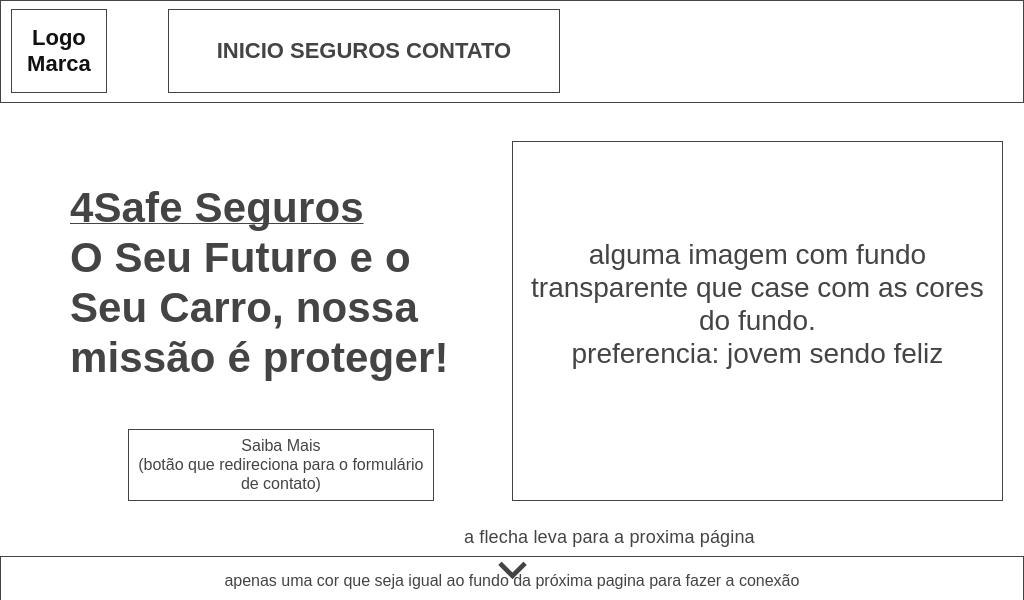 Logo
Marca
INICIO SEGUROS CONTATO
4Safe Seguros
O Seu Futuro e o
Seu Carro, nossa
missão é proteger!
alguma imagem com fundo
transparente que case com as cores
do fundo.
preferencia: jovem sendo feliz
Saiba Mais
(botão que redireciona para o formulário
de contato)
a flecha leva para a proxima página
apenas uma cor que seja igual ao fundo da próxima pagina para fazer a conexão